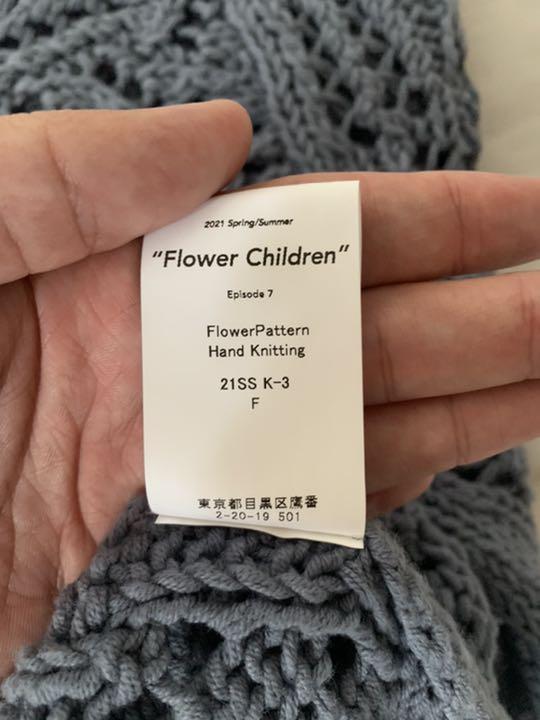 2021 Spring/Summer
“Flower Children”
Episode 7
FlowerPattern
Hand Knitting
21SS K-3
F
東京都目黒区鷹番
2-20-19 501